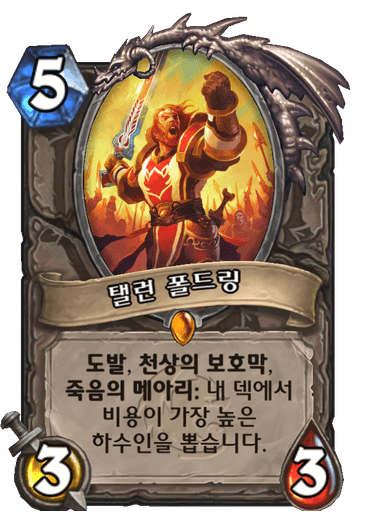 5
탤런 폴드링
도발, 천상의 보호막,
죽음의 메아리: 내 덱에서
비용이 가장 높은
하수인을 뽑습니다.
3
3